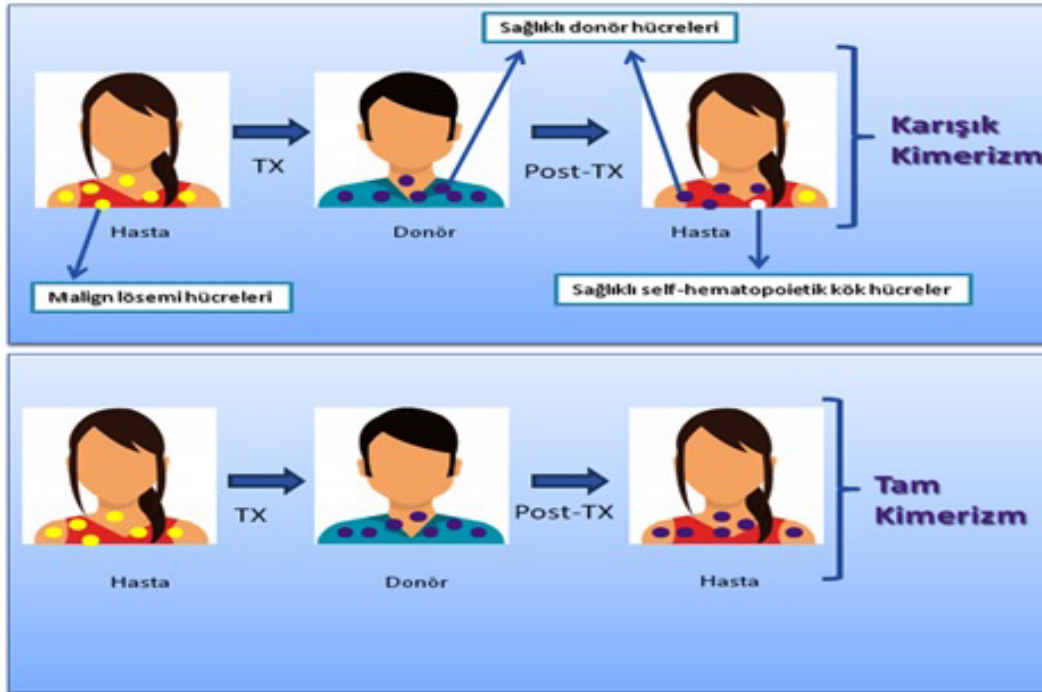 Sağlıklı donör hücreleri
TX
Post-TX
Karışık
Kimerizm
Hasta
Donör
Hasta
Malign lösemi hücreleri
Sağlıklı self-hematopoietik kök hücreler
TX
Post-TX
Tam
Kimerizm
Hasta
Donör
Hasta